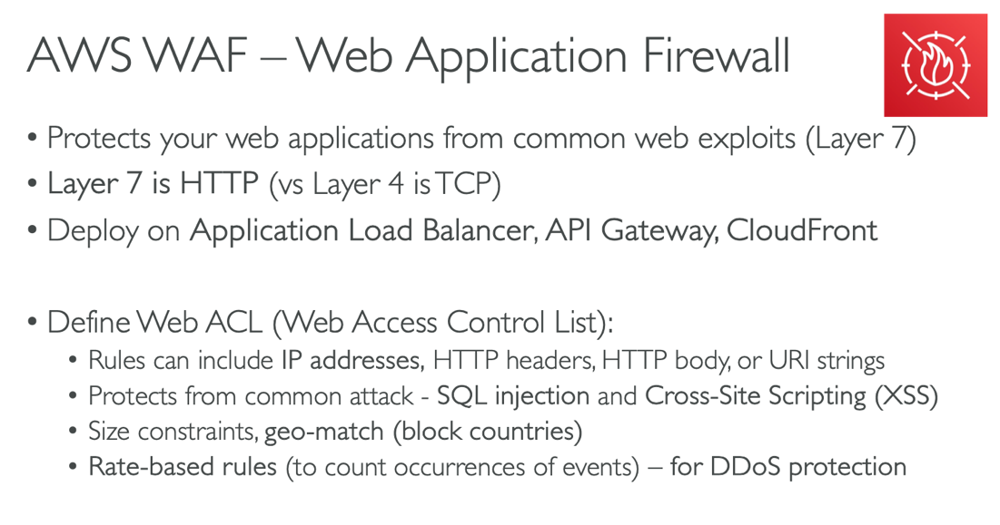 AWS WAF – Web Application Firewall
• Protects your web applications from common web exploits (Layer 7)
• Layer 7 is HTTP (vs Layer 4 is TCP)
• Deploy on Application Load Balancer, API Gateway, CloudFront
• Define Web ACL (Web Access Control List):
• Rules can include IP addresses, HTTP headers, HTTP body, or URI strings
• Protects from common attack - SQL injection and Cross-Site Scripting (XSS)
• Size constraints, geo-match (block countries)
• Rate-based rules (to count occurrences of events) – for DDoS protection